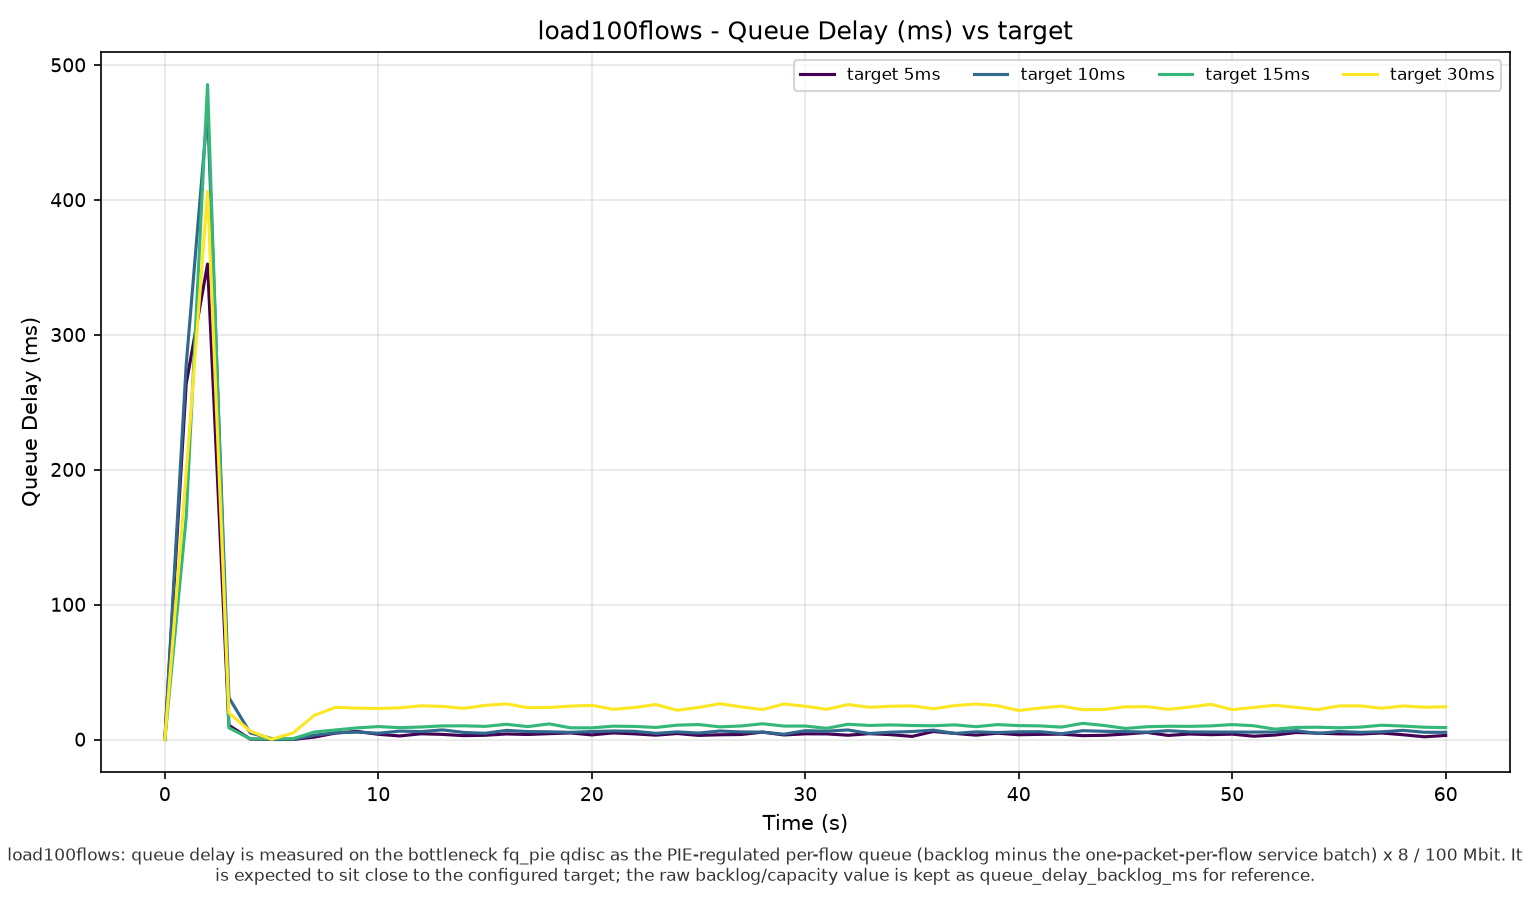 load100flows - Queue Delay (ms) vs target
target 5ms
target 10ms
target 15ms
target 30ms
500
400
300
200
100
0
Queue Delay (ms)
0
10
20
30
40
50
60
Time (s)
load100flows: queue delay is measured on the bottleneck fq_pie qdisc as the PIE-regulated per-flow queue (backlog minus the one-packet-per-flow service batch) x 8 / 100 Mbit. It
is expected to sit close to the configured target; the raw backlog/capacity value is kept as queue_delay_backlog_ms for reference.